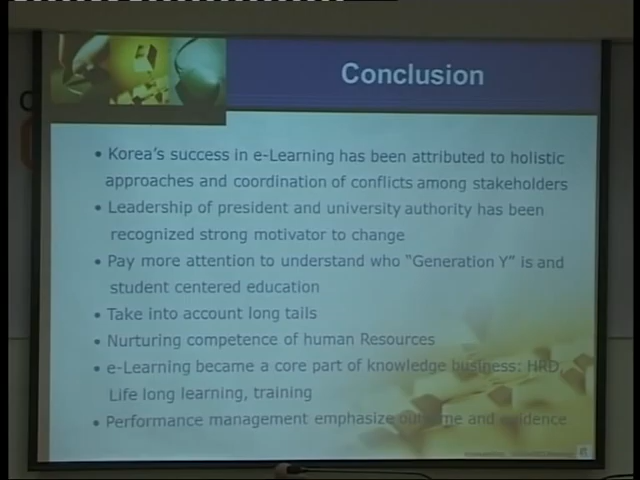 Conclusion
• Korea's success in e-Learning has been attributed to holistic
approaches and coordination of conflicts among stakeholders
• Leadership of president and university authority has been
recognized strong motivator to change
• Pay more attention to understand who "Generation Y" is and
student centered education
• Take into account long tails
• Nurturing competence of human Resources
• e-Learning became a core part of knowledge business: HRD,
Life long learning, training
• Performance management emphasize outcome and evidence